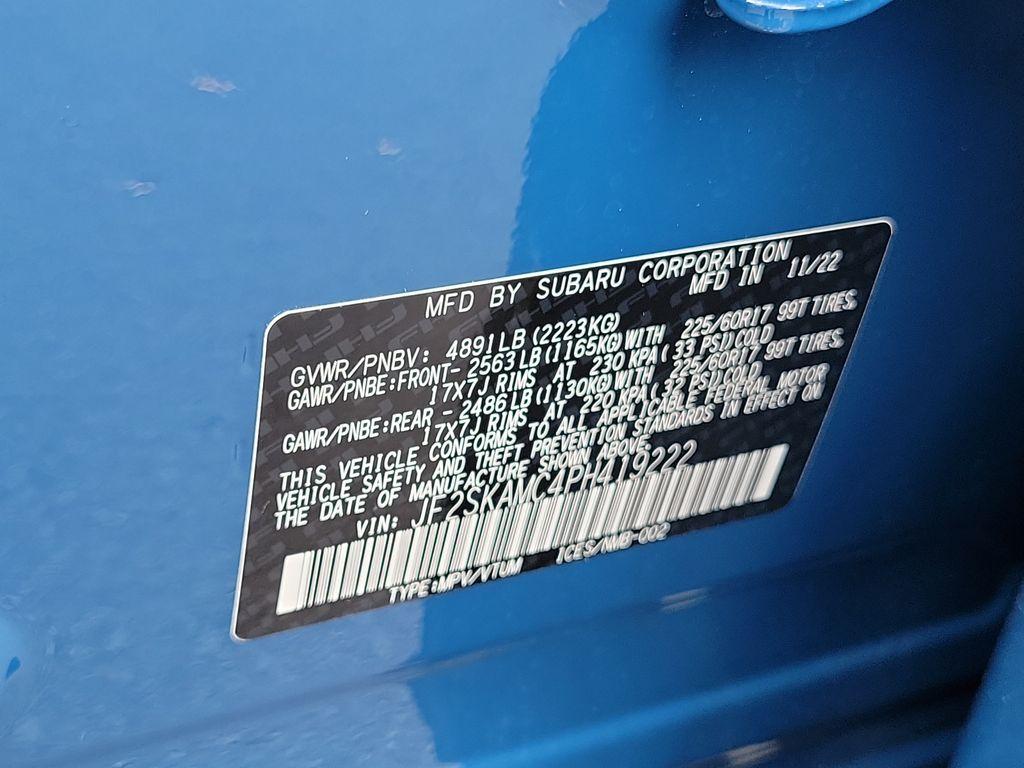 MFD BY SUBARU CORPORATION
MFD IN 11/22
GVWR/PNBV: 4891LB(2223KG)
GAWR/PNBE:FRONT- 2563LB(1165KG)WITH 225/60R17 99T TIRES,
17X7J RIMS AT 230 KPA(33 PSI)COLD
GAWR/PNBE:REAR - 2486LB(1130KG)WITH 225/60R17 99T TIRES,
17X7J RIMS AT 220 KPA(32 PSI)COLD
THIS VEHICLE CONFORMS TO ALL APPLICABLE FEDERAL MOTOR
VEHICLE SAFETY AND THEFT PREVENTION STANDARDS IN EFFECT ON
THE DATE OF MANUFACTURE SHOWN ABOVE.
VIN: JF2SKAMC4PH419222
TYPE:MPV/VTUM ICES/NMB-002